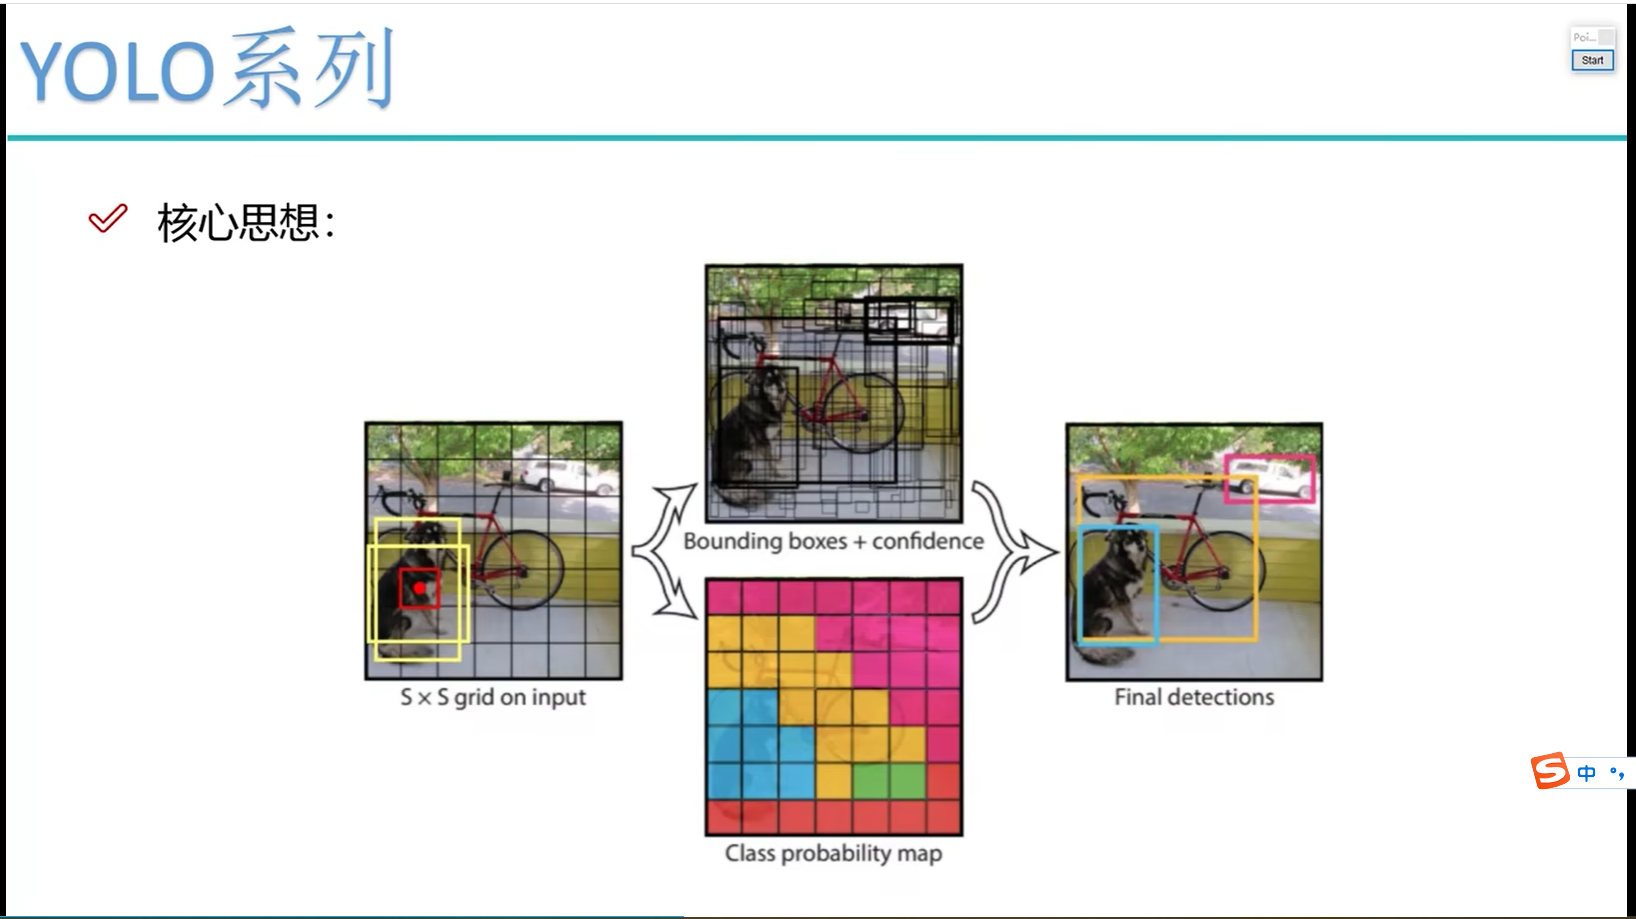 YOLO系列
Poi...
Start
核心思想：
Bounding boxes + confidence
S × S grid on input
Final detections
Class probability map
S中°,